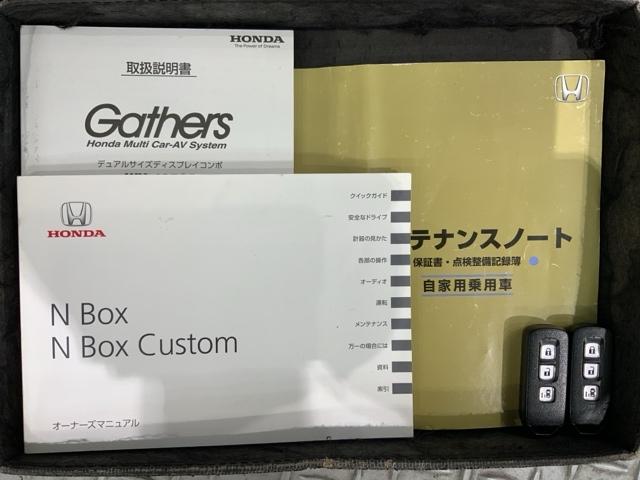 HONDA
The Power of Dreams
取扱説明書
Gathers
Honda Multi Car-AV System
デュアルサイズディスプレイコンポ
HONDA
N Box
N Box Custom
オーナーズマニュアル
クイックガイド
安全なドライブ
計器の見かた
各部の操作
オーディオ
運転
メンテナンス
万一の場合には
資料
索引
テナンスノート
保証書・点検整備記録簿
自家用乗用車